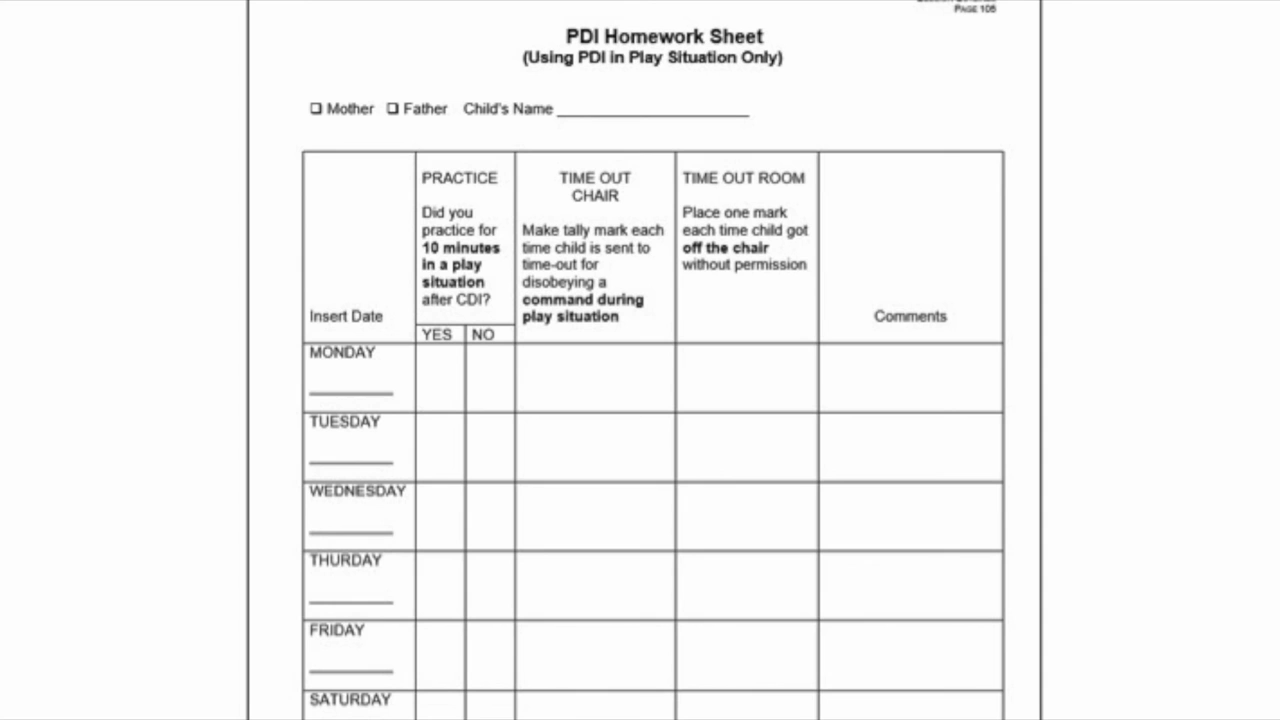 PAGE 106
PDI Homework Sheet
(Using PDI in Play Situation Only)
❑ Mother ❑ Father Child's Name ______________________
PRACTICE
Did you
practice for
10 minutes
in a play
situation
after CDI?
TIME OUT
CHAIR
Make tally mark each
time child is sent to
time-out for
disobeying a
command during
play situation
TIME OUT ROOM
Place one mark
each time child got
off the chair
without permission
Insert Date
Comments
YES NO
MONDAY
TUESDAY
WEDNESDAY
THURDAY
FRIDAY
SATURDAY